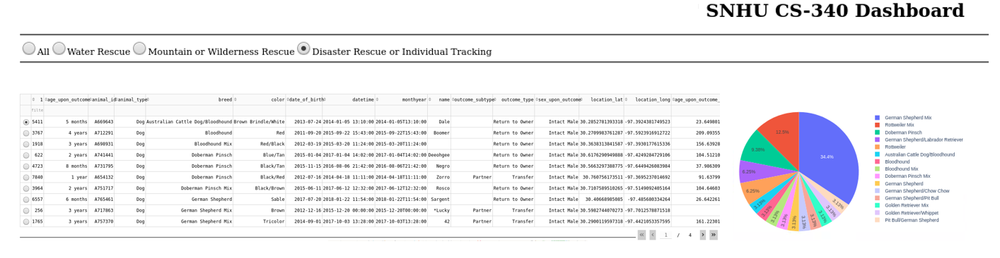 SNHU CS-340 Dashboard
All Water Rescue Mountain or Wilderness Rescue Disaster Rescue or Individual Tracking
1 age_upon_outcome animal_id animal_type breed color date_of_birth datetime monthyear name outcome_subtype outcome_type sex_upon_outcome location_lat location_long age_upon_outcome_
filte
5411 5 months A669643 Dog Australian Cattle Dog/Bloodhound Brown Brindle/White 2013-07-24 2014-01-05 13:10:00 2014-01-05T13:10:00 Dale Return to Owner Intact Male 30.2852781393318 -97.3924381749523 23.649801
3767 4 years A712291 Dog Bloodhound Red 2011-09-20 2015-09-22 15:43:00 2015-09-22T15:43:00 Boomer Return to Owner Intact Male 30.2709983761287 -97.5923916912722 209.09355
1918 3 years A698931 Dog Bloodhound Mix Red/Black 2012-03-19 2015-03-20 11:24:00 2015-03-20T11:24:00 Return to Owner Intact Male 30.3638313841587 -97.3930177615336 156.63928
622 2 years A741441 Dog Doberman Pinsch Blue/Tan 2015-01-04 2017-01-04 14:02:00 2017-01-04T14:02:00 Deeohgee Return to Owner Intact Male 30.6176290949888 -97.4249284729106 104.51210
4723 8 months A731795 Dog Doberman Pinsch Black/Tan 2015-11-15 2016-08-06 21:42:00 2016-08-06T21:42:00 Negro Return to Owner Intact Male 30.5663297388775 -97.6449426083984 37.986309
7840 1 year A654132 Dog Doberman Pinsch Black/Red 2012-07-16 2014-04-18 11:11:00 2014-04-18T11:11:00 Zorro Partner Transfer Intact Male 30.760756173511 -97.3695237014692 91.63799
3964 2 years A751717 Dog Doberman Pinsch Mix Black/Brown 2015-06-11 2017-06-12 12:32:00 2017-06-12T12:32:00 Rosco Return to Owner Intact Male 30.7107589510265 -97.5149092405164 104.64603
6557 6 months A765461 Dog German Shepherd Sable 2017-07-20 2018-01-22 11:54:00 2018-01-22T11:54:00 Sargent Return to Owner Intact Male 30.40668985085 -97.485680334264 26.642261
256 3 years A717863 Dog German Shepherd Mix Brown 2012-12-16 2015-12-20 00:00:00 2015-12-20T00:00:00 *Lucky Partner Transfer Intact Male 30.5982744070273 -97.7012578871518
1765 3 years A757370 Dog German Shepherd Mix Tricolor 2014-09-01 2017-10-03 13:28:00 2017-10-03T13:28:00 42 Partner Transfer Intact Male 30.2900119597318 -97.4421053357595 161.22301
1 / 4
34.4%
12.5%
9.38%
6.25%
6.25%
3.13%
3.13%
3.13%
3.13%
3.13%
3.13%
3.13%
3.13%
3.13%
3.13%
German Shepherd Mix
Rottweiler Mix
Doberman Pinsch
German Shepherd/Labrador Retriever
Rottweiler
Australian Cattle Dog/Bloodhound
Bloodhound
Bloodhound Mix
Doberman Pinsch Mix
German Shepherd
German Shepherd/Chow Chow
German Shepherd/Pit Bull
Golden Retriever Mix
Golden Retriever/Whippet
Pit Bull/German Shepherd